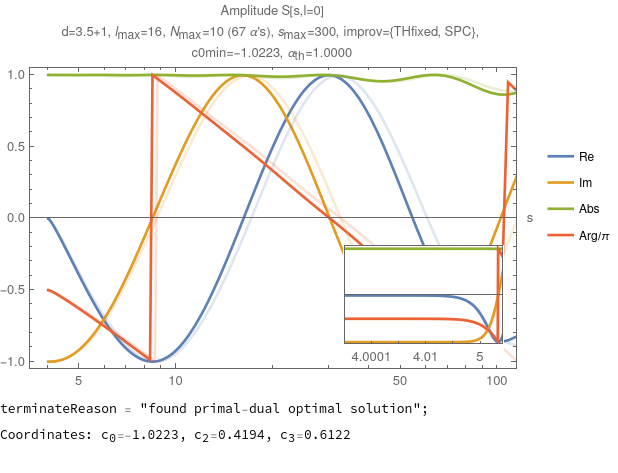 Amplitude S[s,l=0]
d=3.5+1, lmax=16, Nmax=10 (67 α's), smax=300, improv={THfixed, SPC},
c0min=−1.0223, αth=1.0000
1.0
0.5
0.0
−0.5
−1.0
5
10
50
100
s
4.0001
4.01
5
Re
Im
Abs
Arg/π
terminateReason = "found primal-dual optimal solution";
Coordinates: c0=-1.0223, c2=0.4194, c3=0.6122